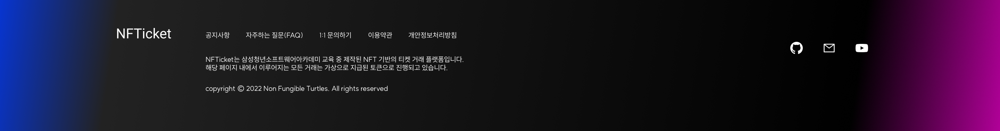 NFTicket
공지사항 자주하는 질문(FAQ) 1:1 문의하기 이용약관 개인정보처리방침
NFTicket는 삼성청년소프트웨어아카데미 교육 중 제작된 NFT 기반의 티켓 거래 플랫폼입니다.
해당 페이지 내에서 이루어지는 모든 거래는 가상으로 지급된 토큰으로 진행되고 있습니다.
copyright © 2022 Non Fungible Turtles. All rights reserved